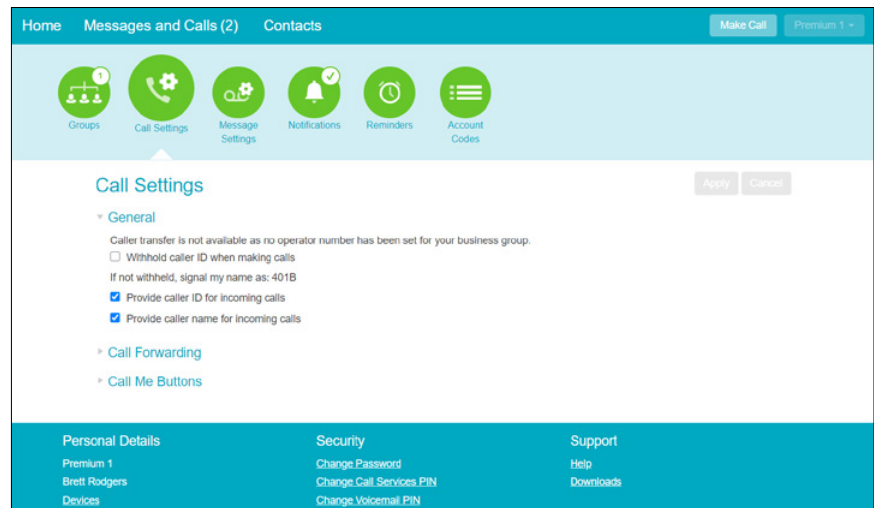 Home Messages and Calls (2) Contacts Make Call Premium 1
1
Groups
Call Settings
Message
Settings
Notifications
Reminders
Account
Codes
Call Settings Apply Cancel
General
Caller transfer is not available as no operator number has been set for your business group.
Withhold caller ID when making calls
If not withheld, signal my name as: 401B
Provide caller ID for incoming calls
Provide caller name for incoming calls
Call Forwarding
Call Me Buttons
Personal Details Security Support
Premium 1 Change Password Help
Brett Rodgers Change Call Services PIN Downloads
Devices Change Voicemail PIN